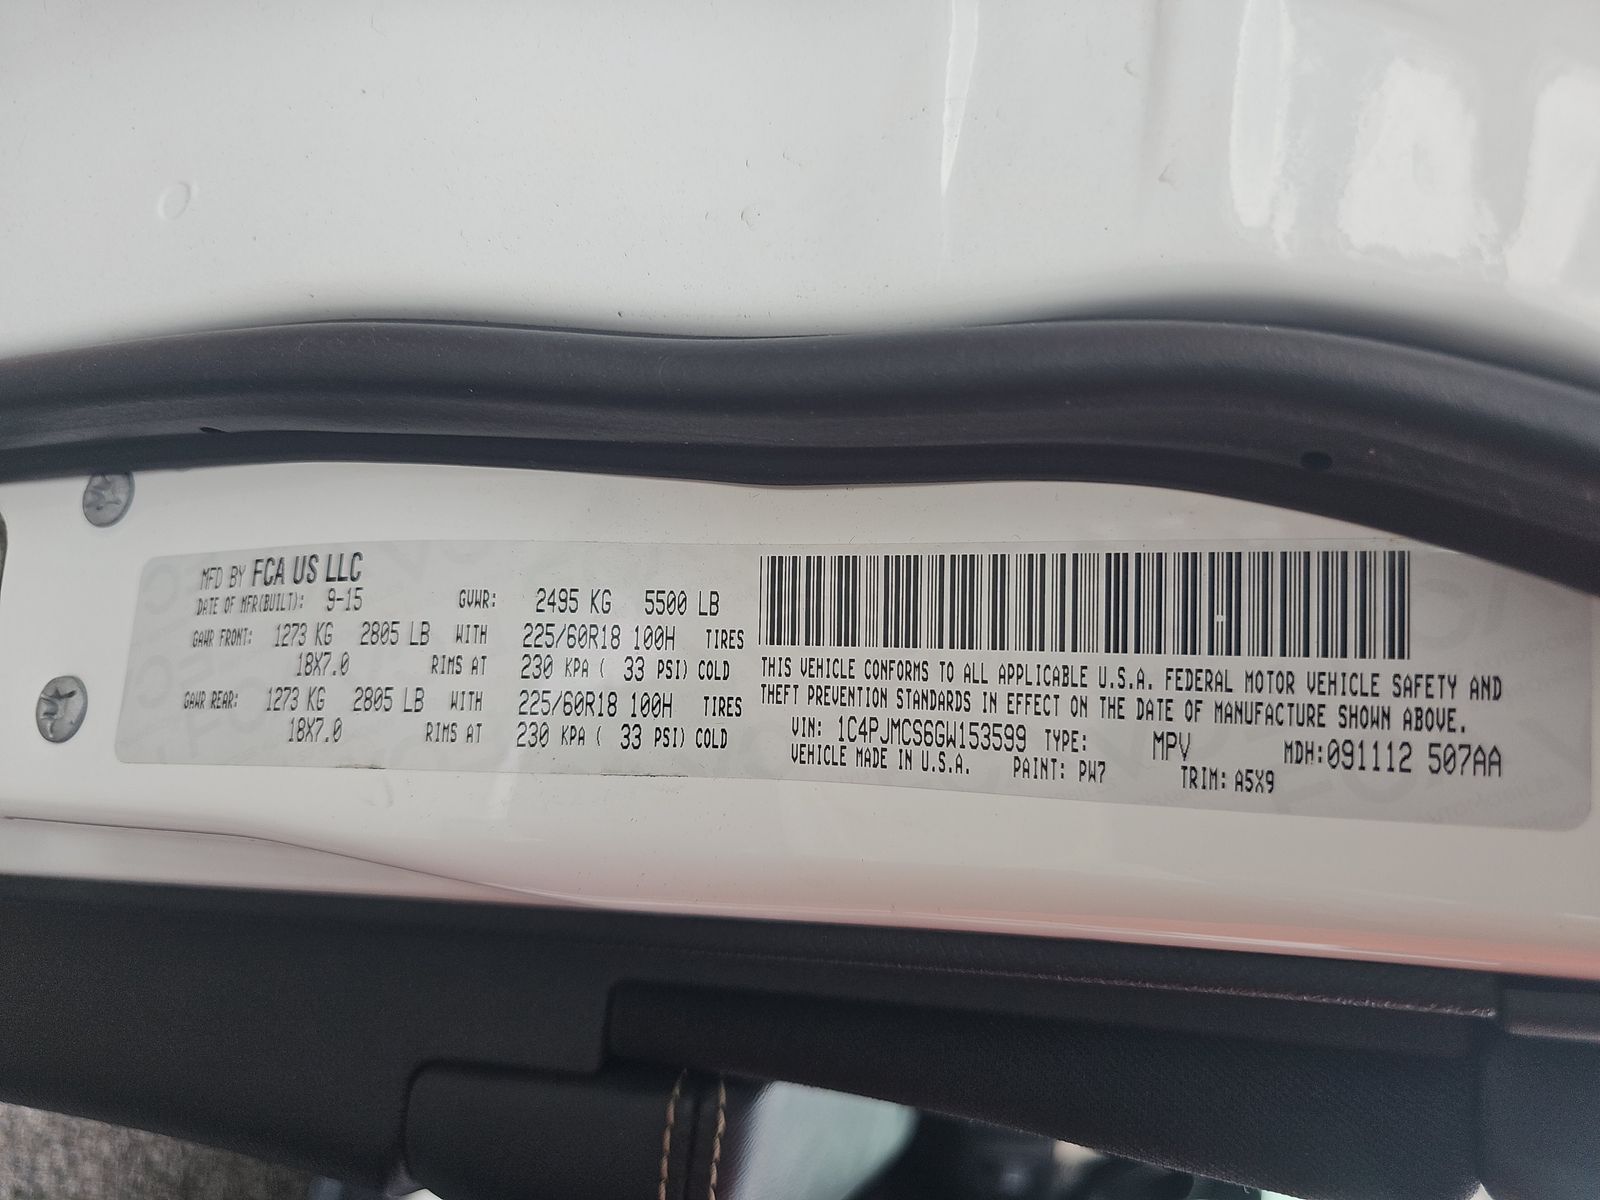 MFD BY FCA US LLC
DATE OF MFR(BUILT): 9-15 GVWR: 2495 KG 5500 LB
GAWR FRONT: 1273 KG 2805 LB WITH 225/60R18 100H TIRES
18X7.0 RIMS AT 230 KPA ( 33 PSI) COLD
GAWR REAR: 1273 KG 2805 LB WITH 225/60R18 100H TIRES
18X7.0 RIMS AT 230 KPA ( 33 PSI) COLD
THIS VEHICLE CONFORMS TO ALL APPLICABLE U.S.A. FEDERAL MOTOR VEHICLE SAFETY AND
THEFT PREVENTION STANDARDS IN EFFECT ON THE DATE OF MANUFACTURE SHOWN ABOVE.
VIN: 1C4PJMCS6GW153599 TYPE: MPV MDH:091112 507AA
VEHICLE MADE IN U.S.A. PAINT: PW7 TRIM: A5X9